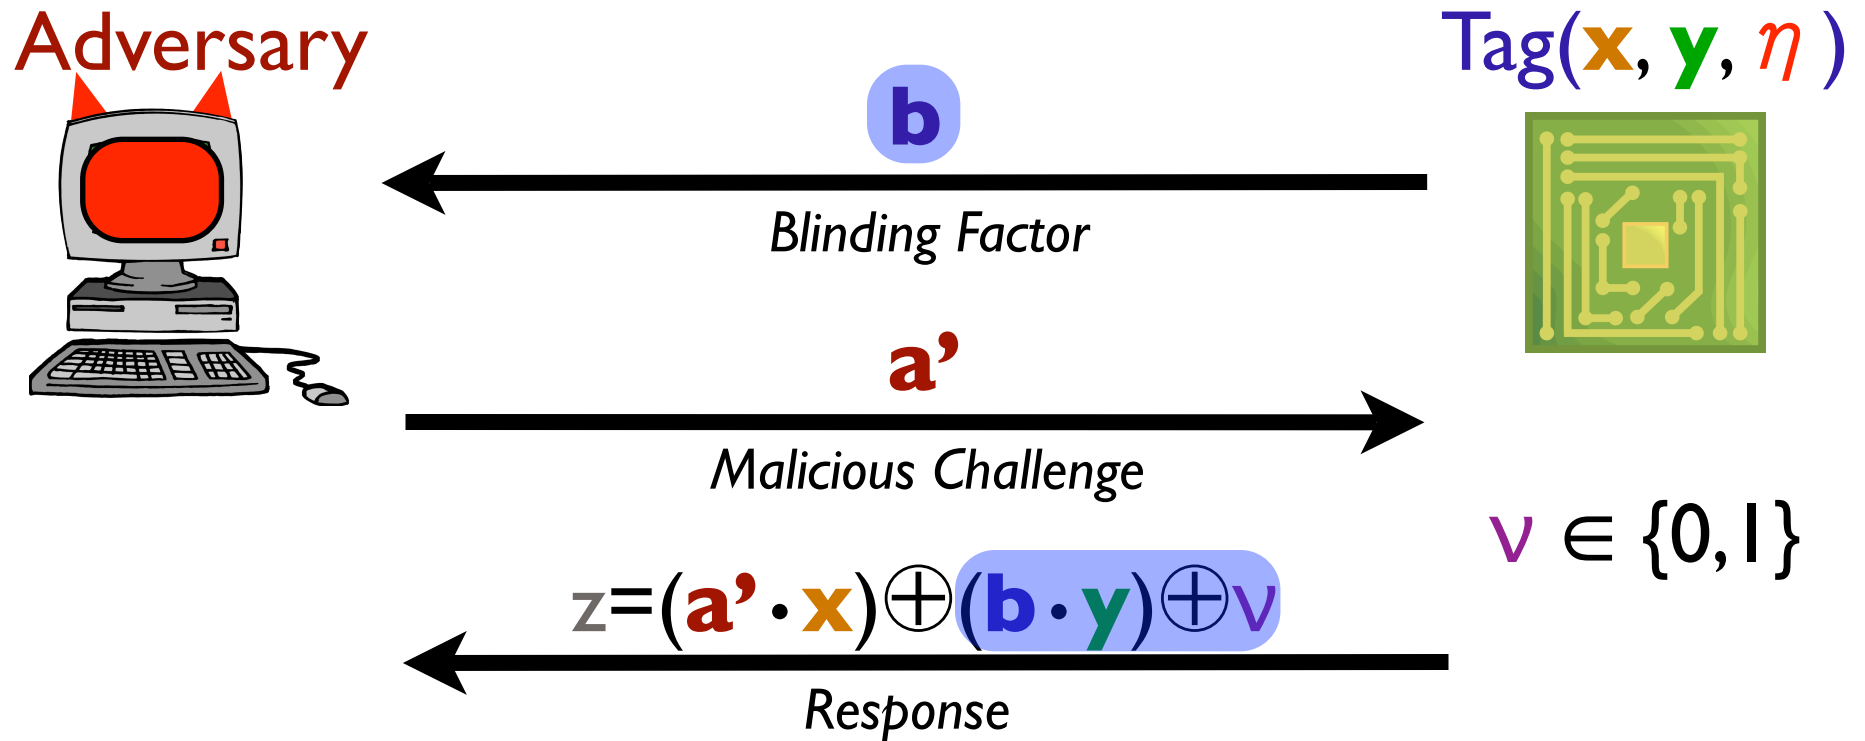 Adversary
Tag(x, y, η )
b
Blinding Factor
a’
Malicious Challenge
ν ∈ {0,1}
z=(a’·x)⊕(b·y)⊕ν
Response